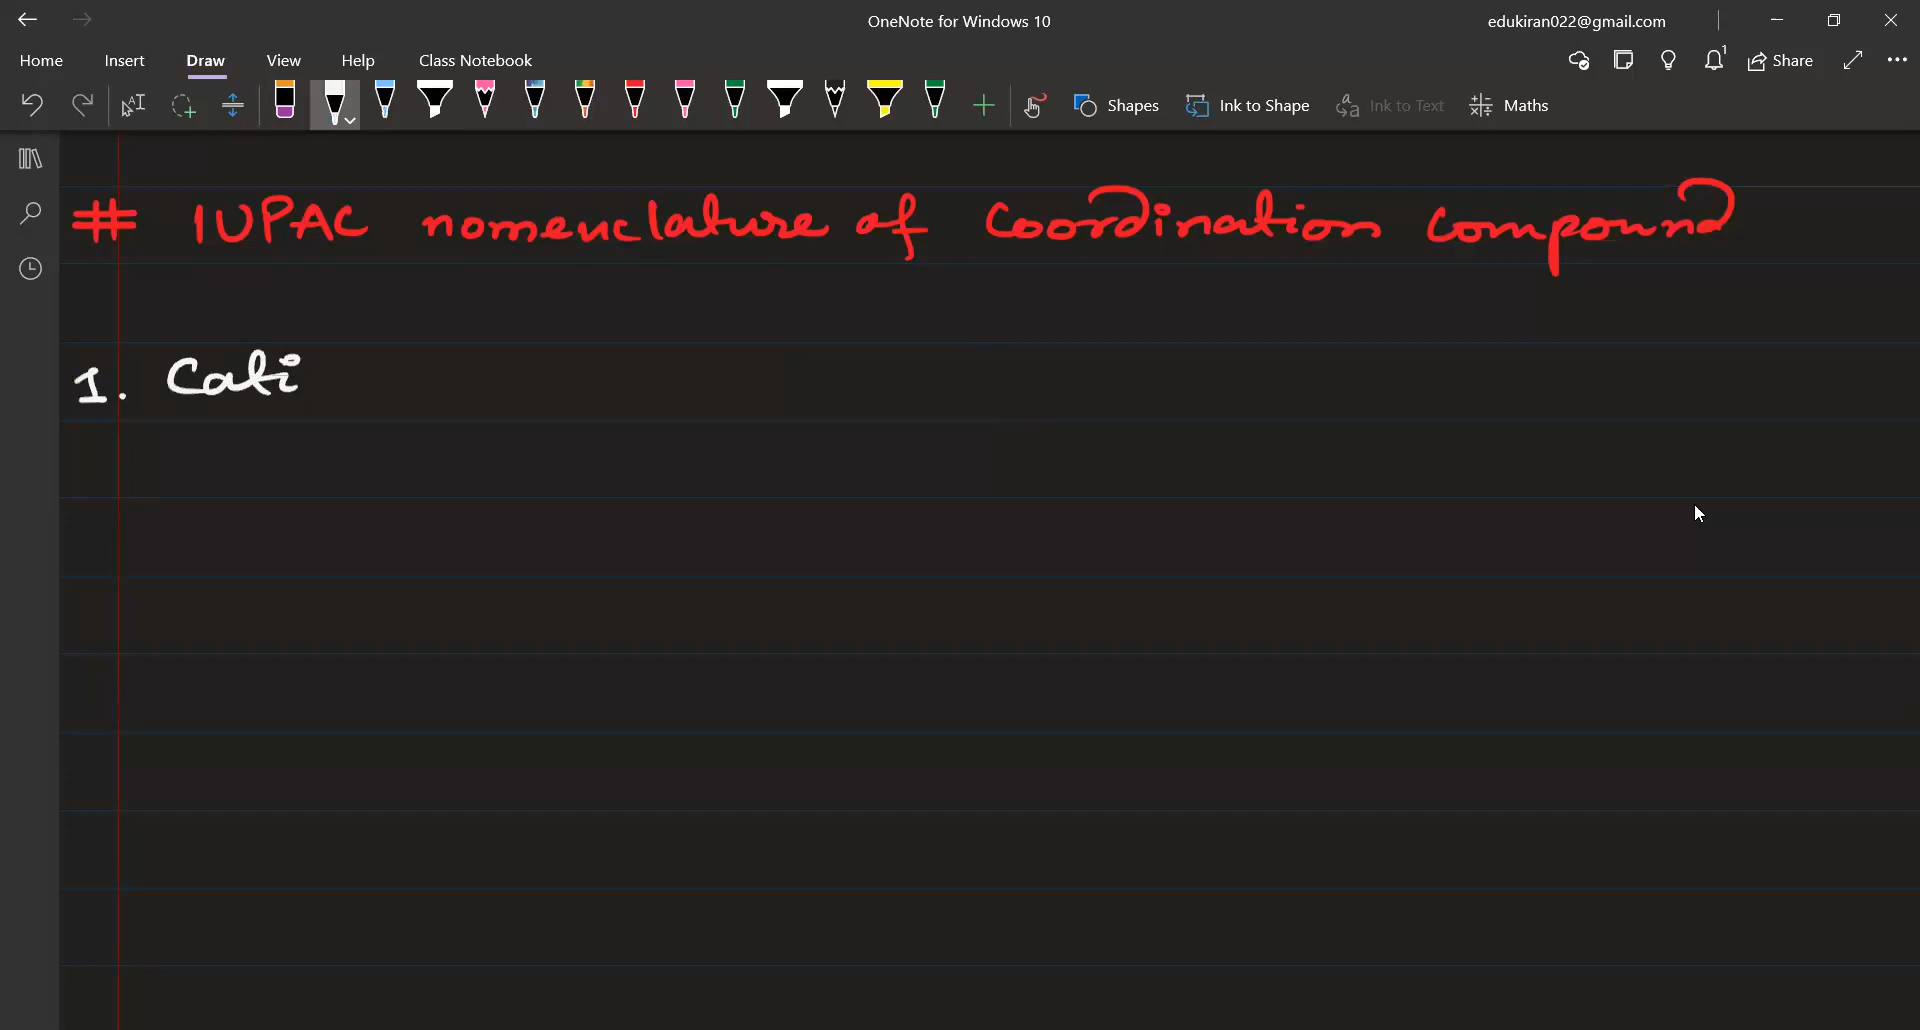 OneNote for Windows 10
edukiran022@gmail.com
Home Insert Draw View Help Class Notebook
1 Share
Shapes Ink to Shape Ink to Text Maths
# IUPAC nomenclature of Coordination compound
1. Cati